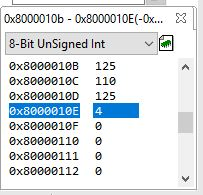 0x8000010b - 0x8000010E(-0x
8-Bit UnSigned Int
0x8000010B 125
0x8000010C 110
0x8000010D 125
0x8000010E 4
0x8000010F 0
0x80000110 0
0x80000111 0
0x80000112 0